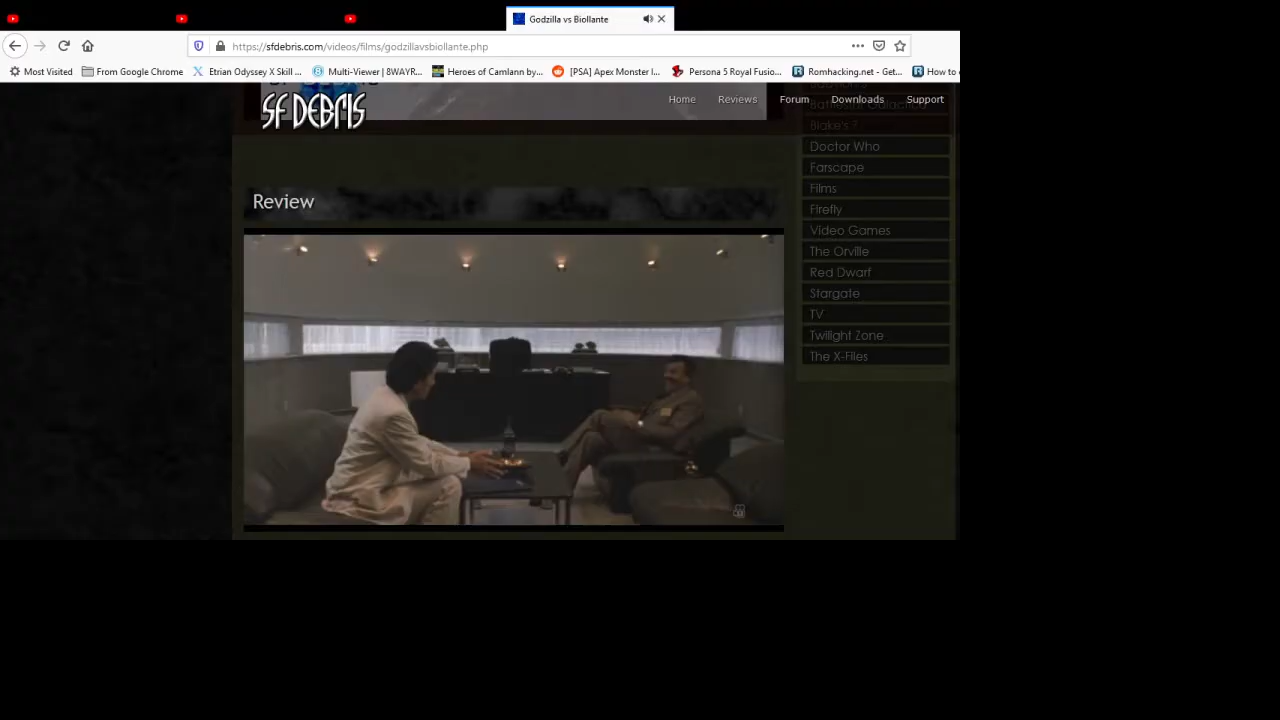 Godzilla vs Biollante
https://sfdebris.com/videos/films/godzillavsbiollante.php
Most Visited From Google Chrome Etrian Odyssey X Skill ... Multi-Viewer | 8WAYR... Heroes of Camlann by... [PSA] Apex Monster l... Persona 5 Royal Fusio... Romhacking.net - Get... How to
SF DEBRIS
Home Reviews Forum Downloads Support
Battlestar Galactica
Blake's 7
Doctor Who
Farscape
Films
Firefly
Video Games
The Orville
Red Dwarf
Stargate
TV
Twilight Zone
The X-Files
Review